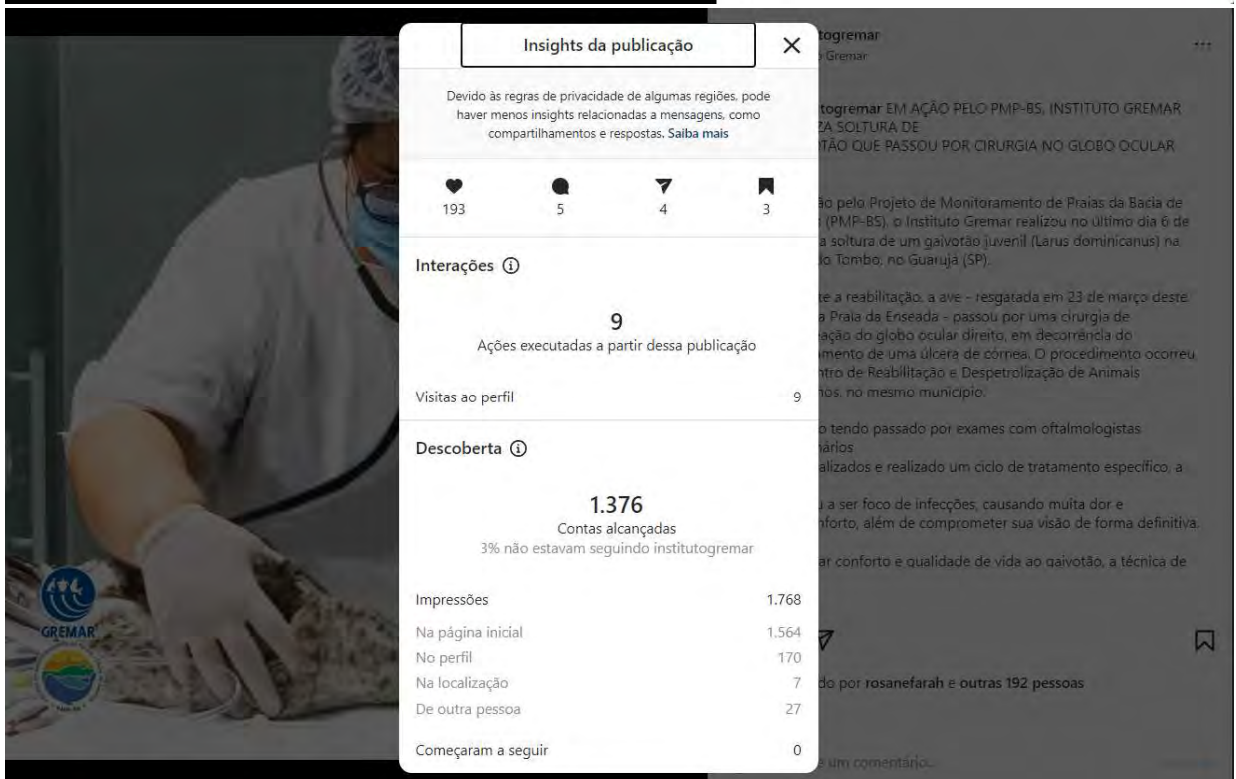 Insights da publicação
Devido às regras de privacidade de algumas regiões, pode
haver menos insights relacionadas a mensagens, como
compartilhamentos e respostas. Saiba mais
193 5 4 3
Interações
9
Ações executadas a partir dessa publicação
Visitas ao perfil 9
Descoberta
1.376
Contas alcançadas
3% não estavam seguindo institutogremar
Impressões 1.768
Na página inicial 1.564
No perfil 170
Na localização 7
De outra pessoa 27
Começaram a seguir 0
togremar
Gremar
togremar EM AÇÃO PELO PMP-BS, INSTITUTO GREMAR
ZA SOLTURA DE
TÃO QUE PASSOU POR CIRURGIA NO GLOBO OCULAR
ão pelo Projeto de Monitoramento de Praias da Bacia de
(PMP-BS), o Instituto Gremar realizou no último dia 6 de
a soltura de um gaivotão juvenil (Larus dominicanus) na
do Tombo, no Guarujá (SP).
te a reabilitação, a ave - resgatada em 23 de março deste
a Praia da Enseada - passou por uma cirurgia de
ação do globo ocular direito, em decorrência do
mento de uma úlcera de córnea. O procedimento ocorreu
ntro de Reabilitação e Despetrolização de Animais
hos, no mesmo município.
o tendo passado por exames com oftalmologistas
nários
alizados e realizado um ciclo de tratamento específico, a
u a ser foco de infecções, causando muita dor e
nforto, além de comprometer sua visão de forma definitiva.
ar conforto e qualidade de vida ao gaivotão, a técnica de
do por rosanefarah e outras 192 pessoas
e um comentário...
GREMAR